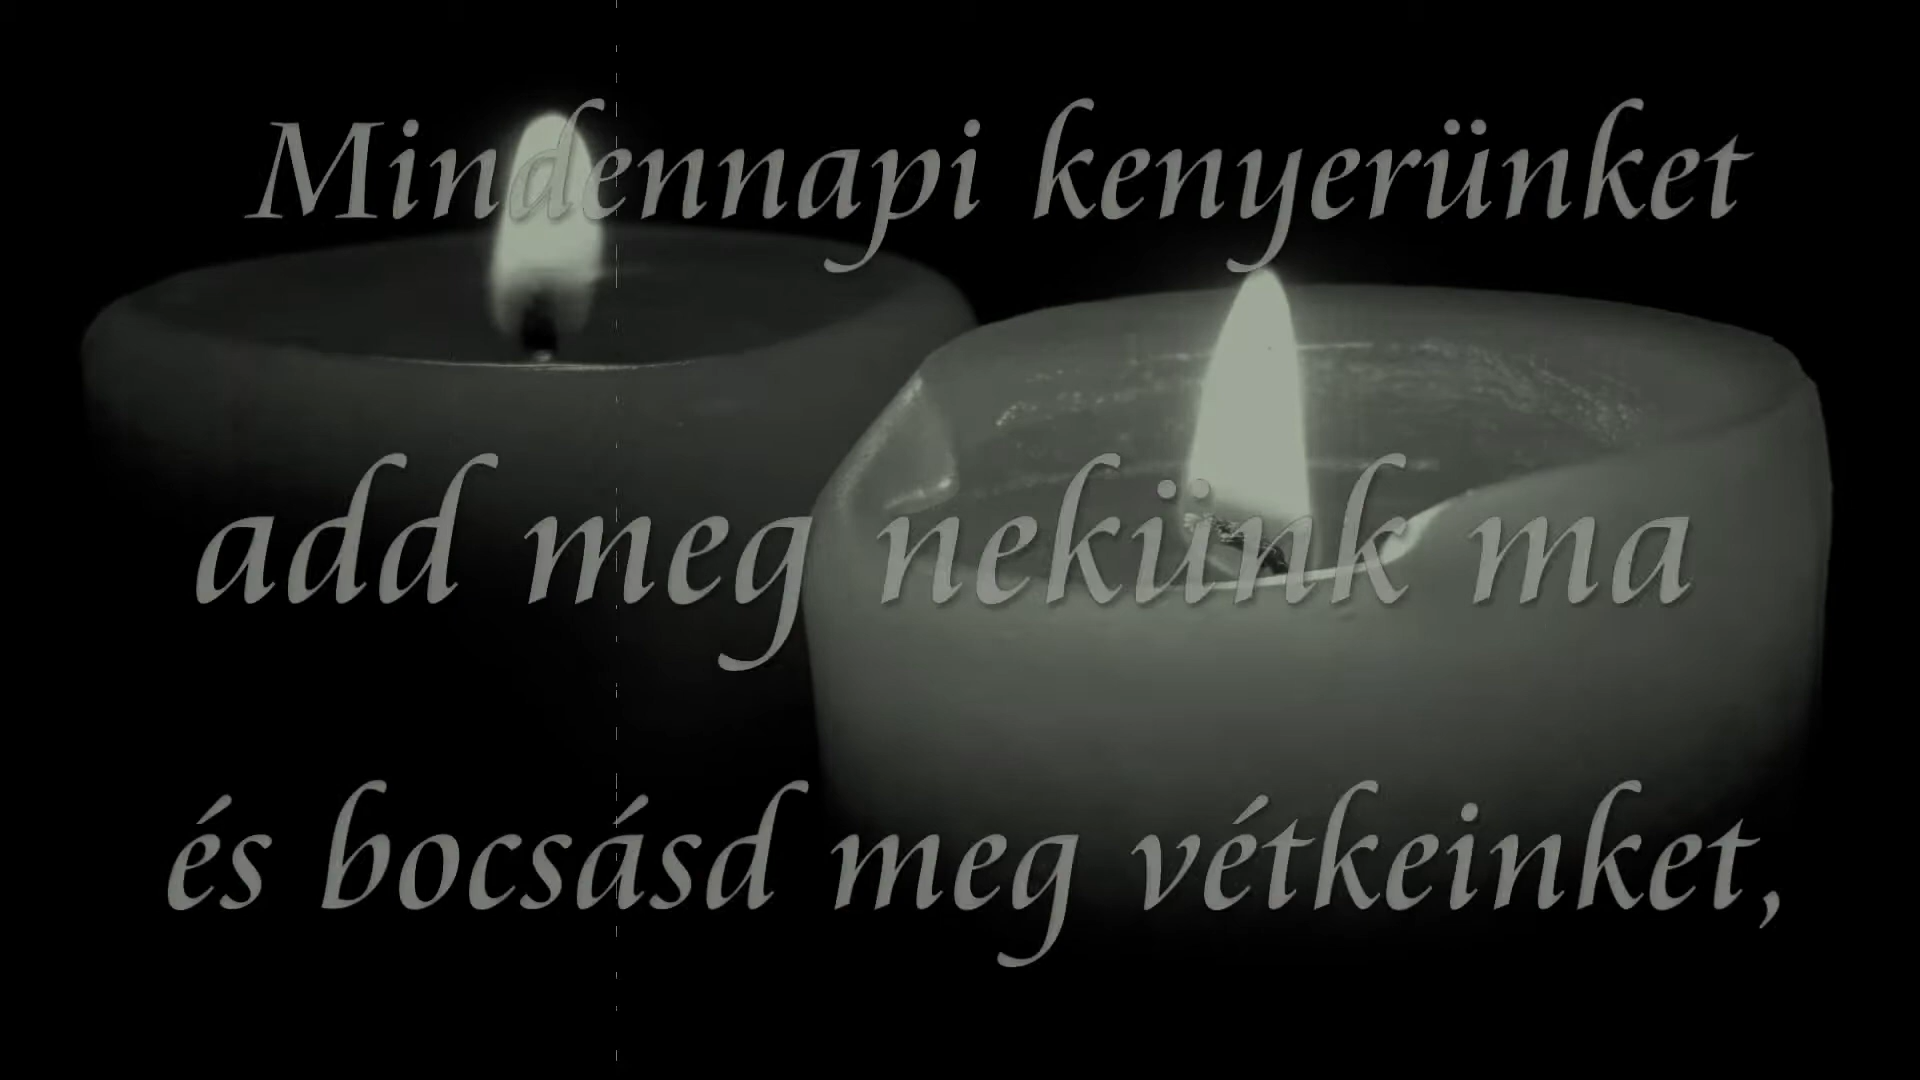 Mindennapi kenyerünket
add meg nekünk ma
és bocsásd meg vétkeinket,